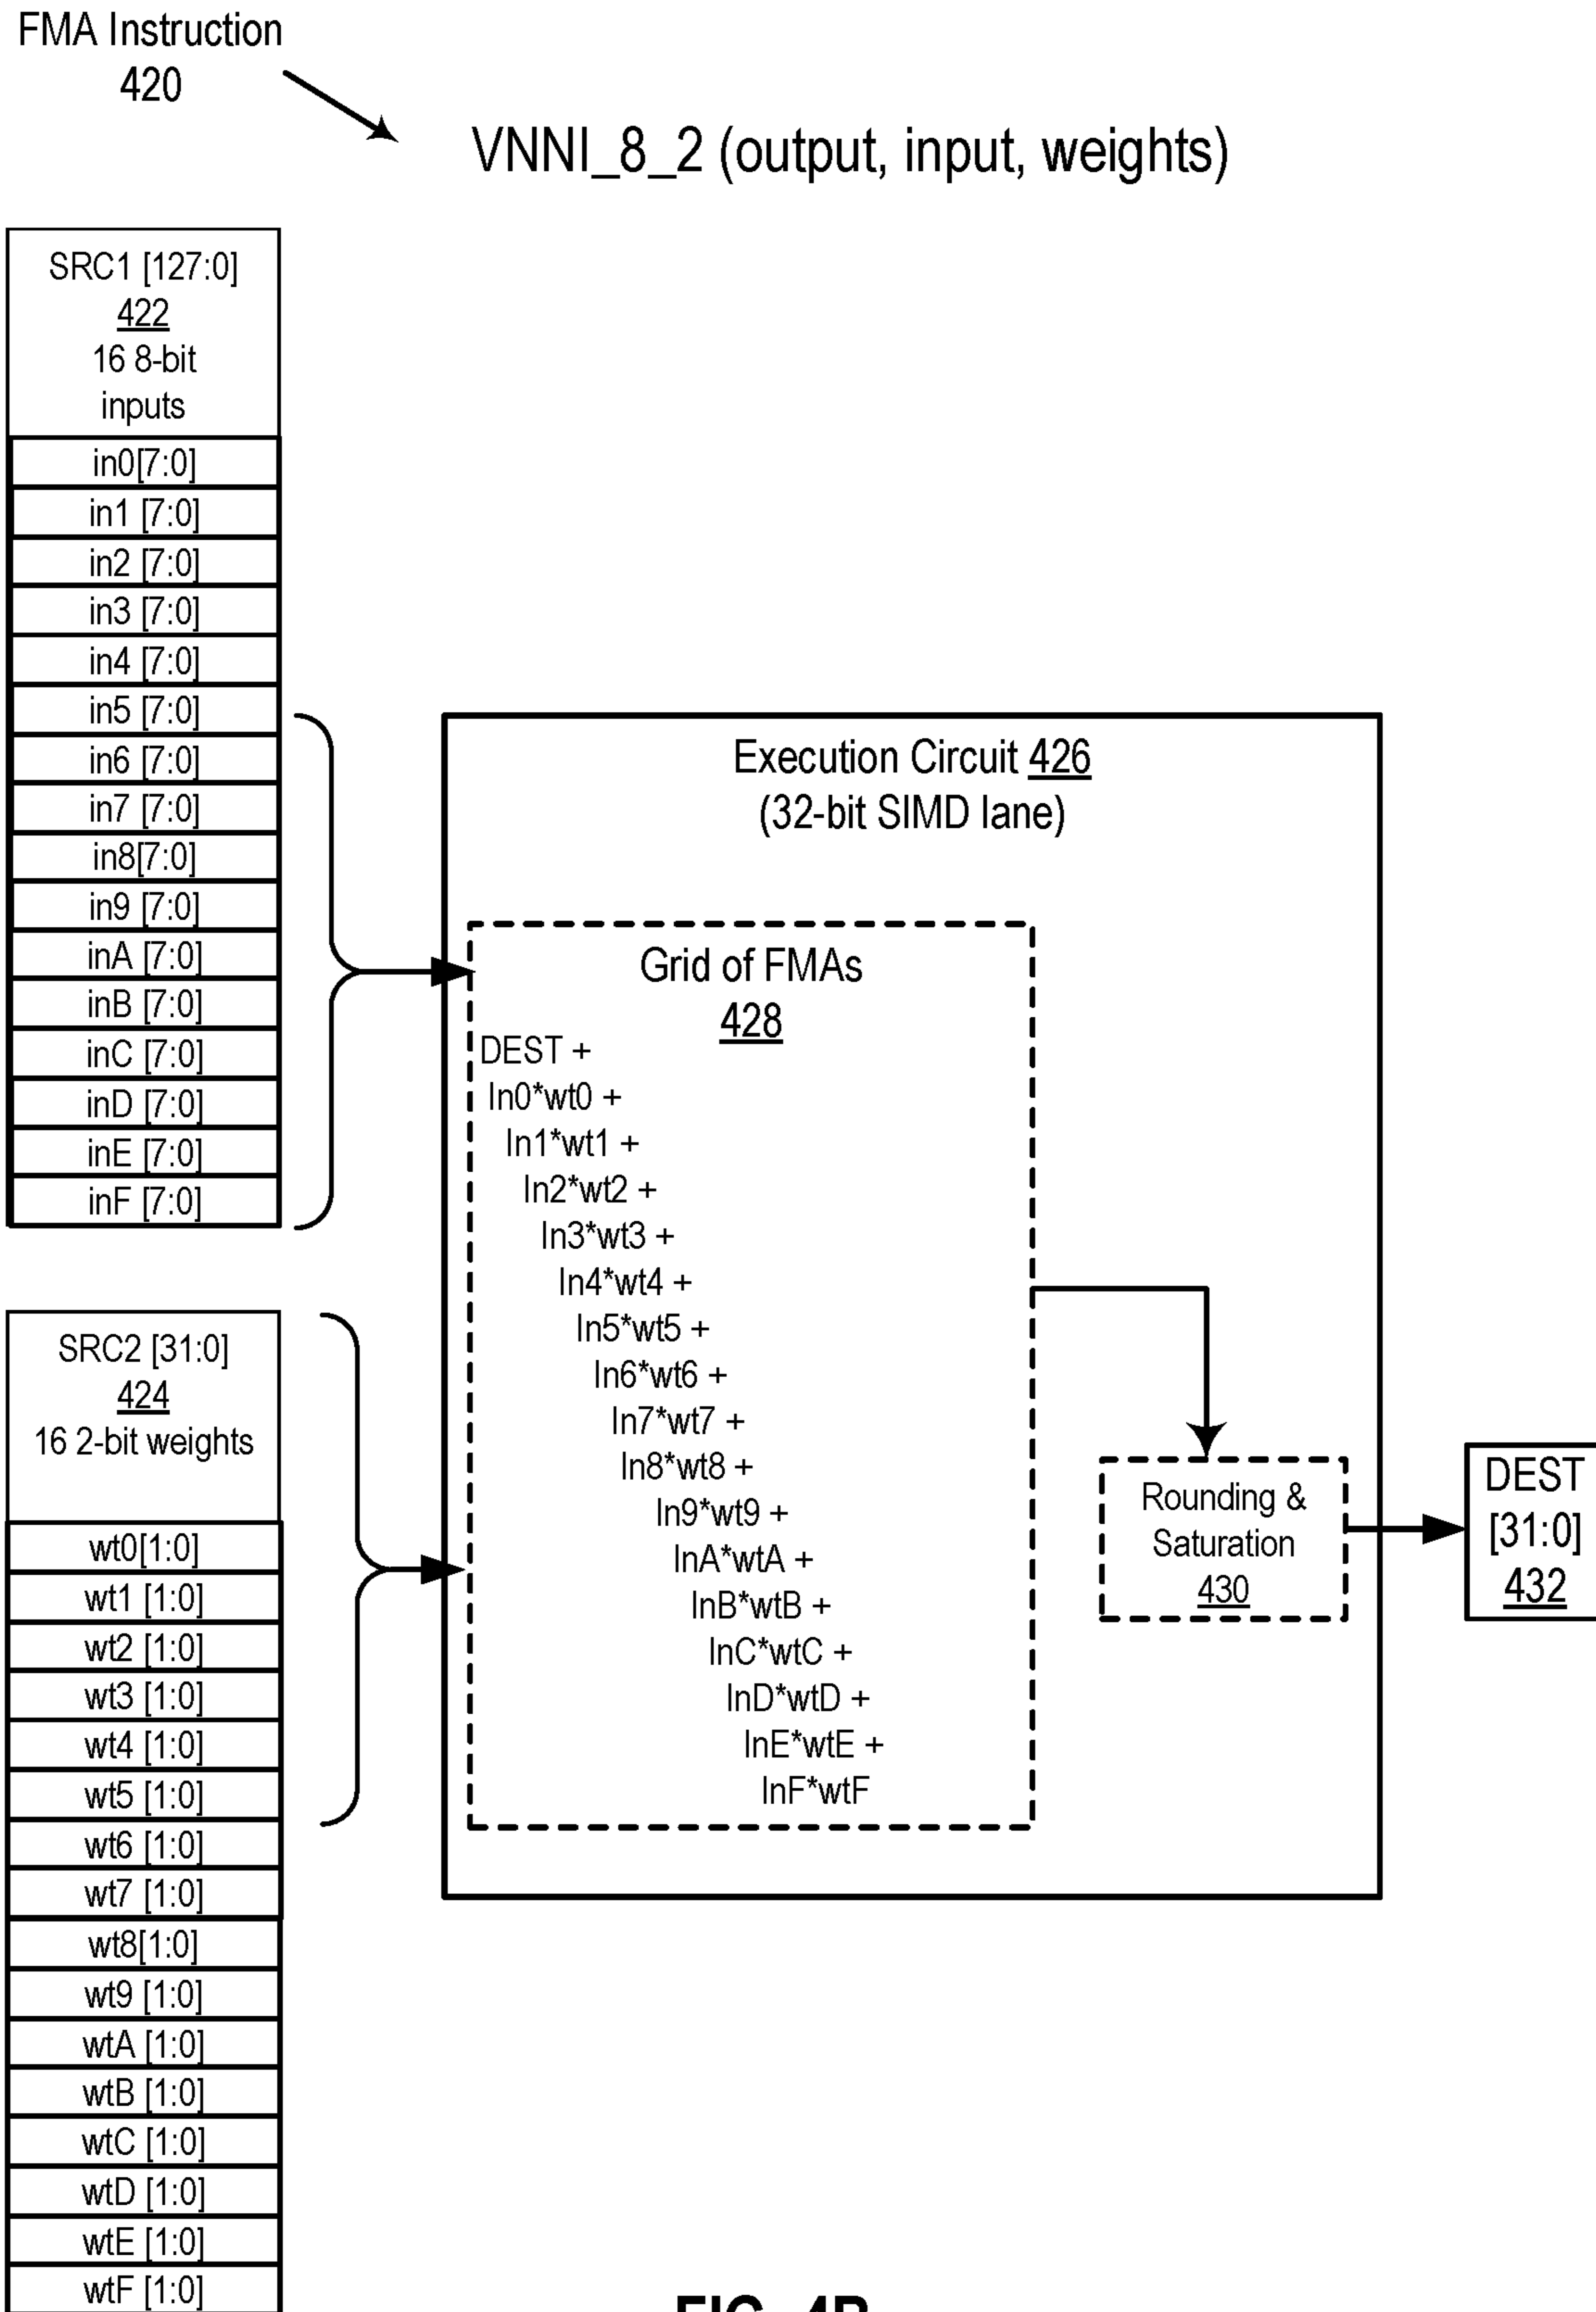 FMA Instruction
420
VNNI_8_2 (output, input, weights)
SRC1 [127:0]
422
16 8-bit
inputs
in0[7:0]
in1 [7:0]
in2 [7:0]
in3 [7:0]
in4 [7:0]
in5 [7:0]
in6 [7:0]
in7 [7:0]
in8[7:0]
in9 [7:0]
inA [7:0]
inB [7:0]
inC [7:0]
inD [7:0]
inE [7:0]
inF [7:0]
SRC2 [31:0]
424
16 2-bit weights
wt0[1:0]
wt1 [1:0]
wt2 [1:0]
wt3 [1:0]
wt4 [1:0]
wt5 [1:0]
wt6 [1:0]
wt7 [1:0]
wt8[1:0]
wt9 [1:0]
wtA [1:0]
wtB [1:0]
wtC [1:0]
wtD [1:0]
wtE [1:0]
wtF [1:0]
Execution Circuit 426
(32-bit SIMD lane)
Grid of FMAs
428
DEST +
In0*wt0 +
In1*wt1 +
In2*wt2 +
In3*wt3 +
In4*wt4 +
In5*wt5 +
In6*wt6 +
In7*wt7 +
In8*wt8 +
In9*wt9 +
InA*wtA +
InB*wtB +
InC*wtC +
InD*wtD +
InE*wtE +
InF*wtF
Rounding &
Saturation
430
DEST
[31:0]
432
FIG. 4B